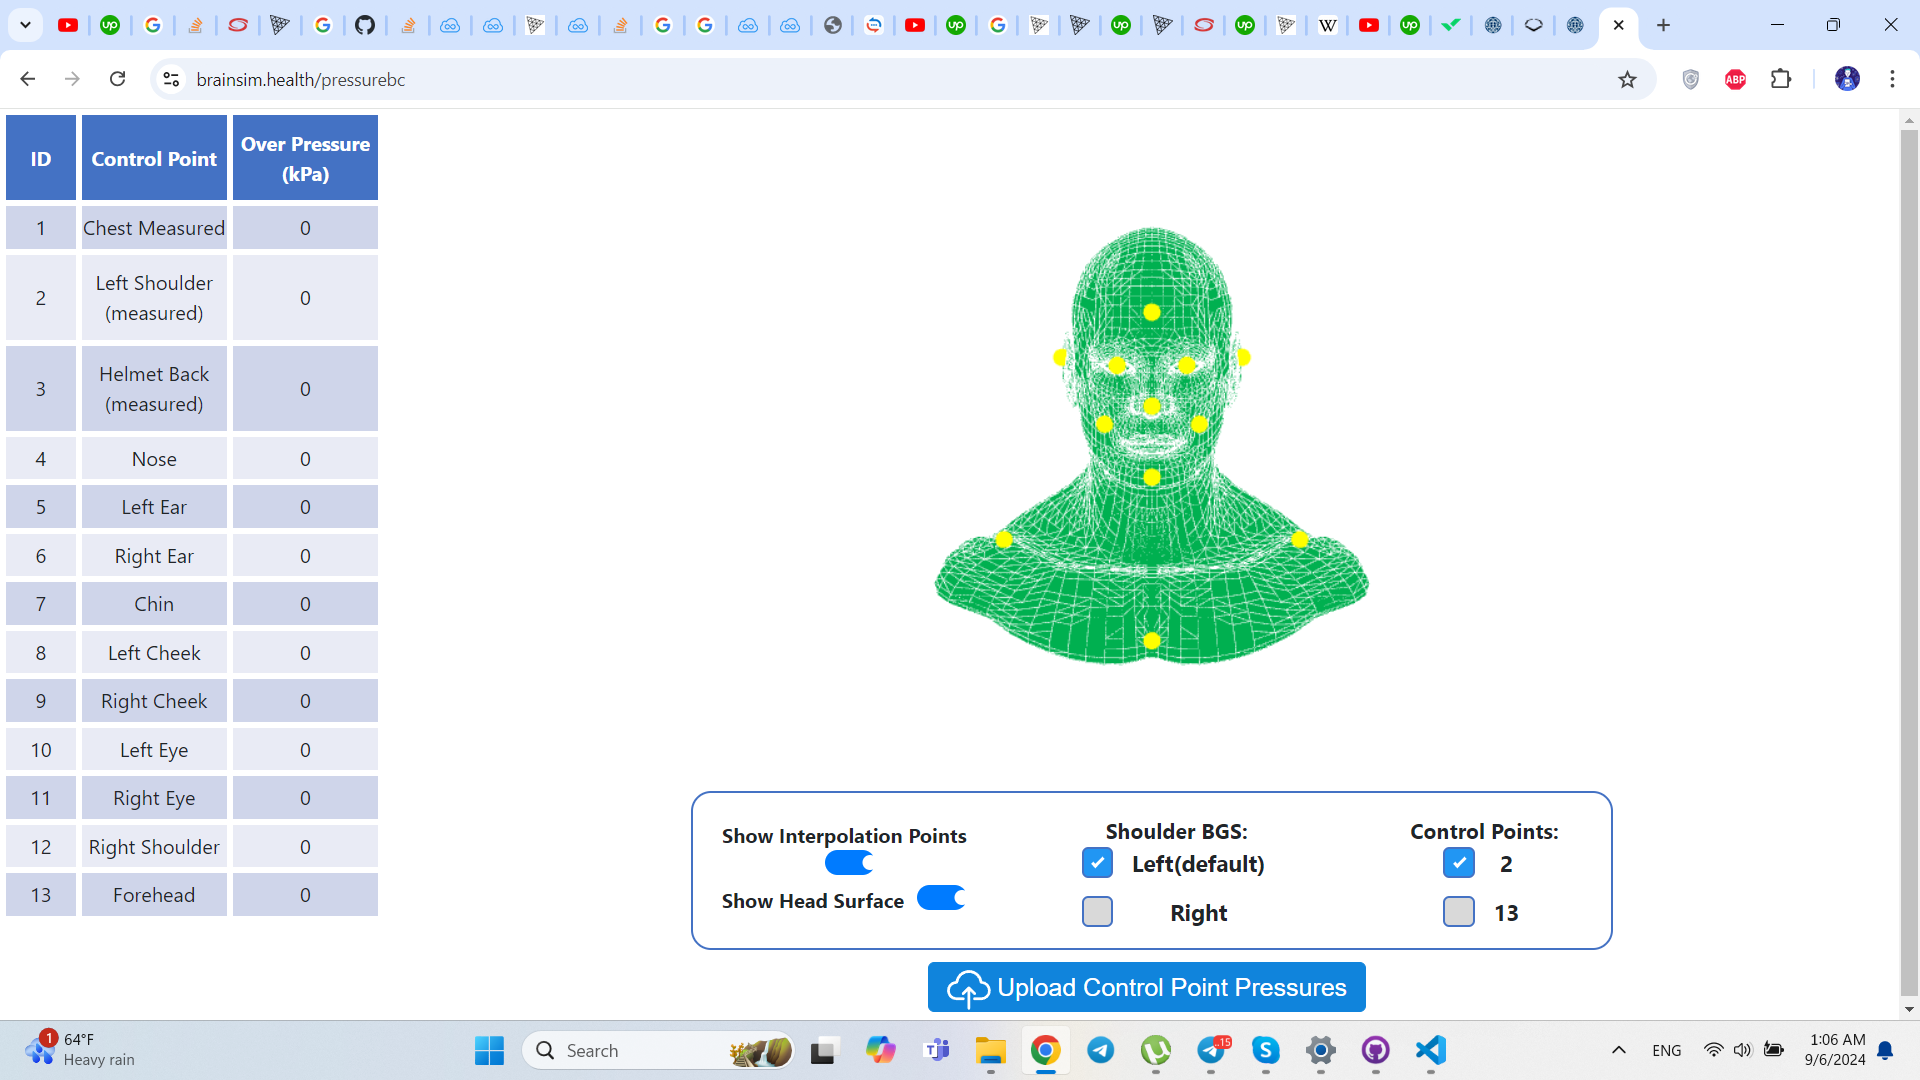 brainsim.health/pressurebc
ABP
ID Control Point Over Pressure
(kPa)
1 Chest Measured 0
2 Left Shoulder
(measured) 0
3 Helmet Back
(measured) 0
4 Nose 0
5 Left Ear 0
6 Right Ear 0
7 Chin 0
8 Left Cheek 0
9 Right Cheek 0
10 Left Eye 0
11 Right Eye 0
12 Right Shoulder 0
13 Forehead 0
Show Interpolation Points
Show Head Surface
Shoulder BGS:
Left(default)
Right
Control Points:
2
13
Upload Control Point Pressures
1
64°F
Heavy rain
Search
15
ENG
1:06 AM
9/6/2024